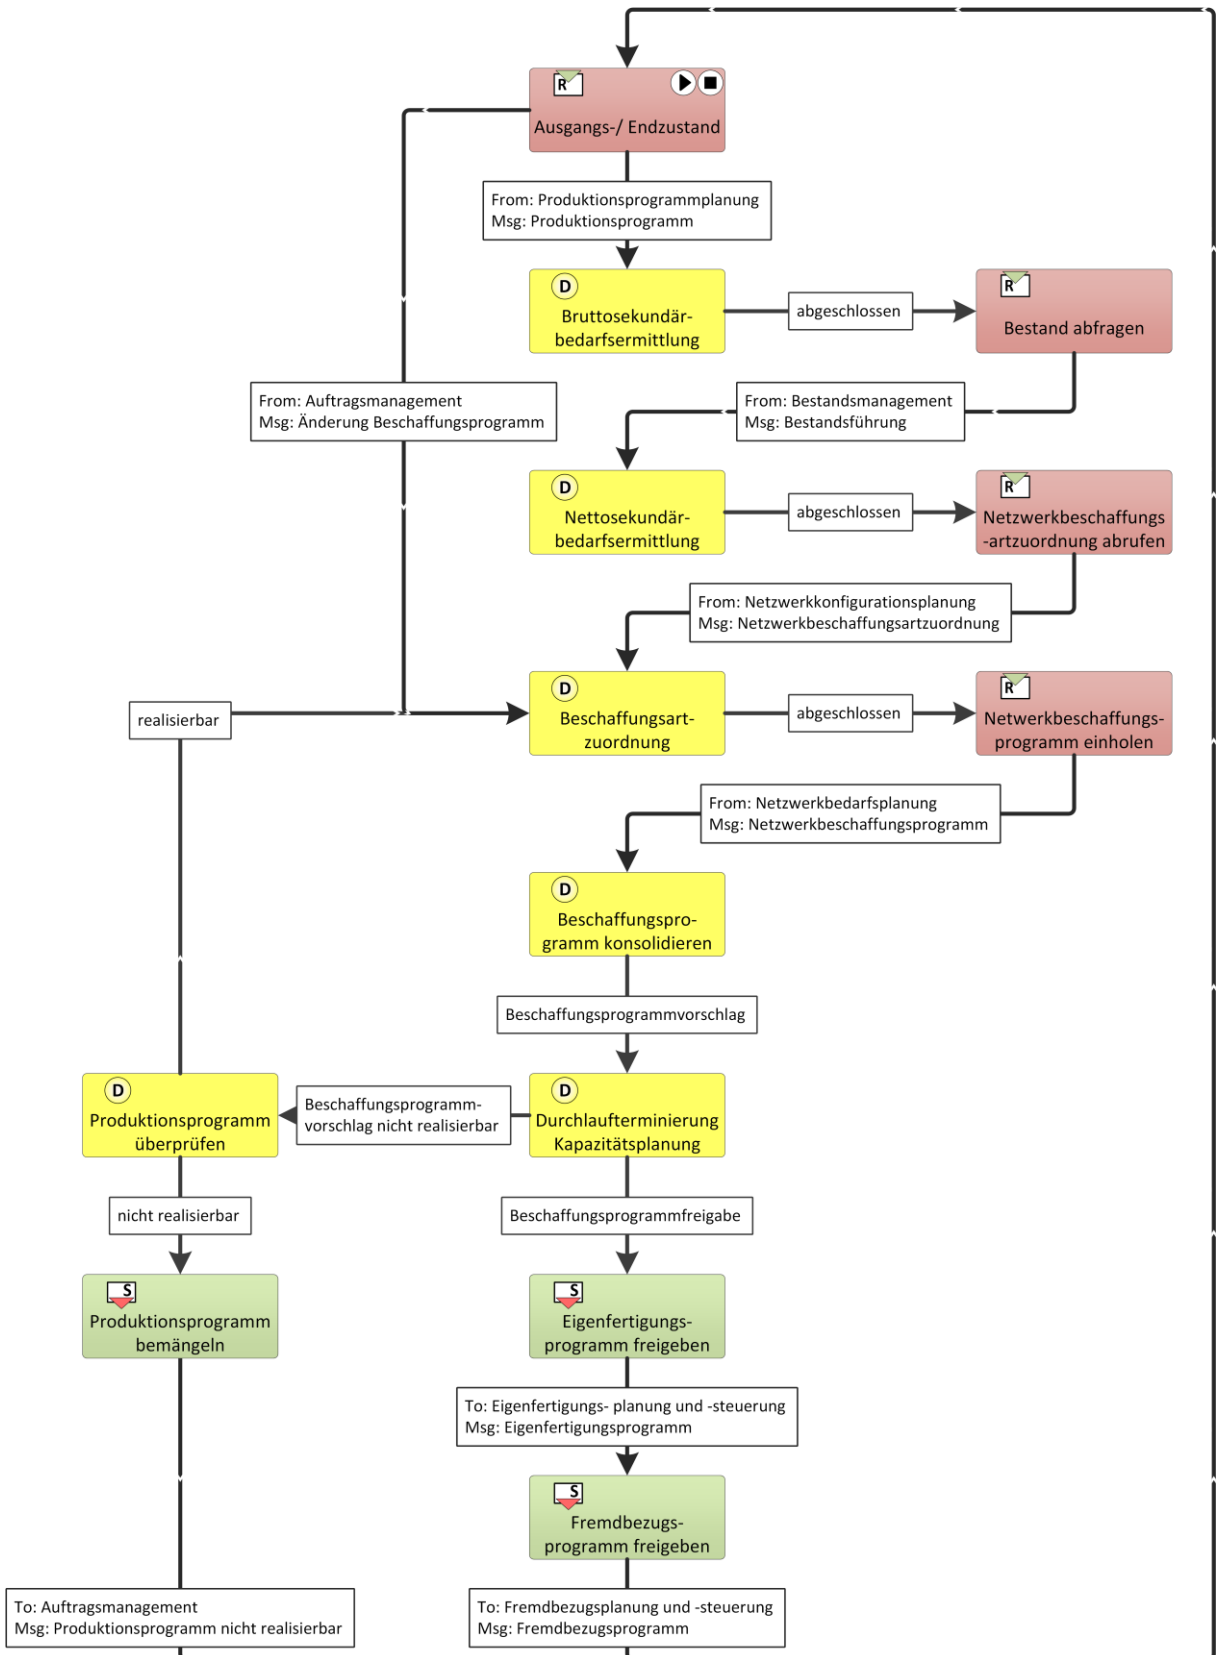 R
Ausgangs-/ Endzustand
From: Produktionsprogrammplanung
Msg: Produktionsprogramm
D
Bruttosekundär-
bedarfsermittlung
abgeschlossen
R
Bestand abfragen
From: Auftragsmanagement
Msg: Änderung Beschaffungsprogramm
From: Bestandsmanagement
Msg: Bestandsführung
D
Nettosekundär-
bedarfsermittlung
abgeschlossen
R
Netzwerkbeschaffungs
-artzuordnung abrufen
From: Netzwerkkonfigurationsplanung
Msg: Netzwerkbeschaffungsartzuordnung
realisierbar
D
Beschaffungsart-
zuordnung
abgeschlossen
R
Netwerkbeschaffungs-
programm einholen
From: Netzwerkbedarfsplanung
Msg: Netzwerkbeschaffungsprogramm
D
Beschaffungspro-
gramm konsolidieren
Beschaffungsprogrammvorschlag
D
Produktionsprogramm
überprüfen
Beschaffungsprogramm-
vorschlag nicht realisierbar
D
Durchlaufterminierung
Kapazitätsplanung
nicht realisierbar
Beschaffungsprogrammfreigabe
S
Produktionsprogramm
bemängeln
S
Eigenfertigungs-
programm freigeben
To: Eigenfertigungs- planung und -steuerung
Msg: Eigenfertigungsprogramm
S
Fremdbezugs-
programm freigeben
To: Auftragsmanagement
Msg: Produktionsprogramm nicht realisierbar
To: Fremdbezugsplanung und -steuerung
Msg: Fremdbezugsprogramm